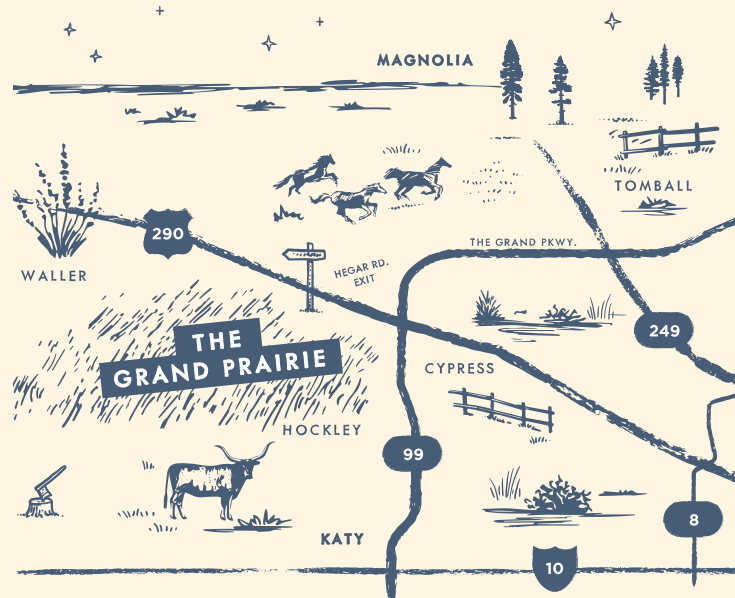 MAGNOLIA
TOMBALL
290
THE GRAND PKWY.
WALLER
HEGAR RD.
EXIT
249
THE
GRAND PRAIRIE
CYPRESS
HOCKLEY
99
8
KATY
10